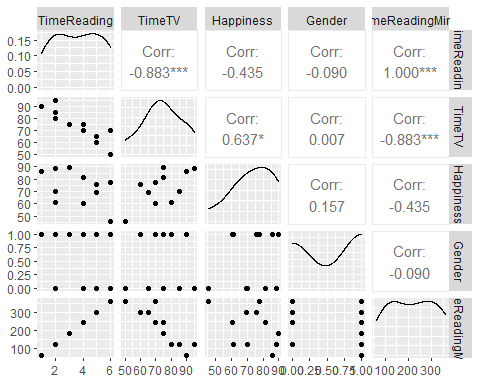 TimeReading TimeTV Happiness Gender imeReadingMin
0.15 0.10 0.05 0.00 Corr: -0.883*** Corr: -0.435 Corr: -0.090 Corr: 1.000*** imeReadin
90 80 70 60 50 Corr: 0.637* Corr: 0.007 Corr: -0.883*** TimeTV
90 80 70 60 50 Corr: 0.157 Corr: -0.435 Happiness
1.00 0.75 0.50 0.25 0.00 Corr: -0.090 Gender
300 200 100 eReadingM
2 4 6 50 60 70 80 90 50 60 70 80 90 0.00 0.25 0.50 0.75 1.00 100 200 300